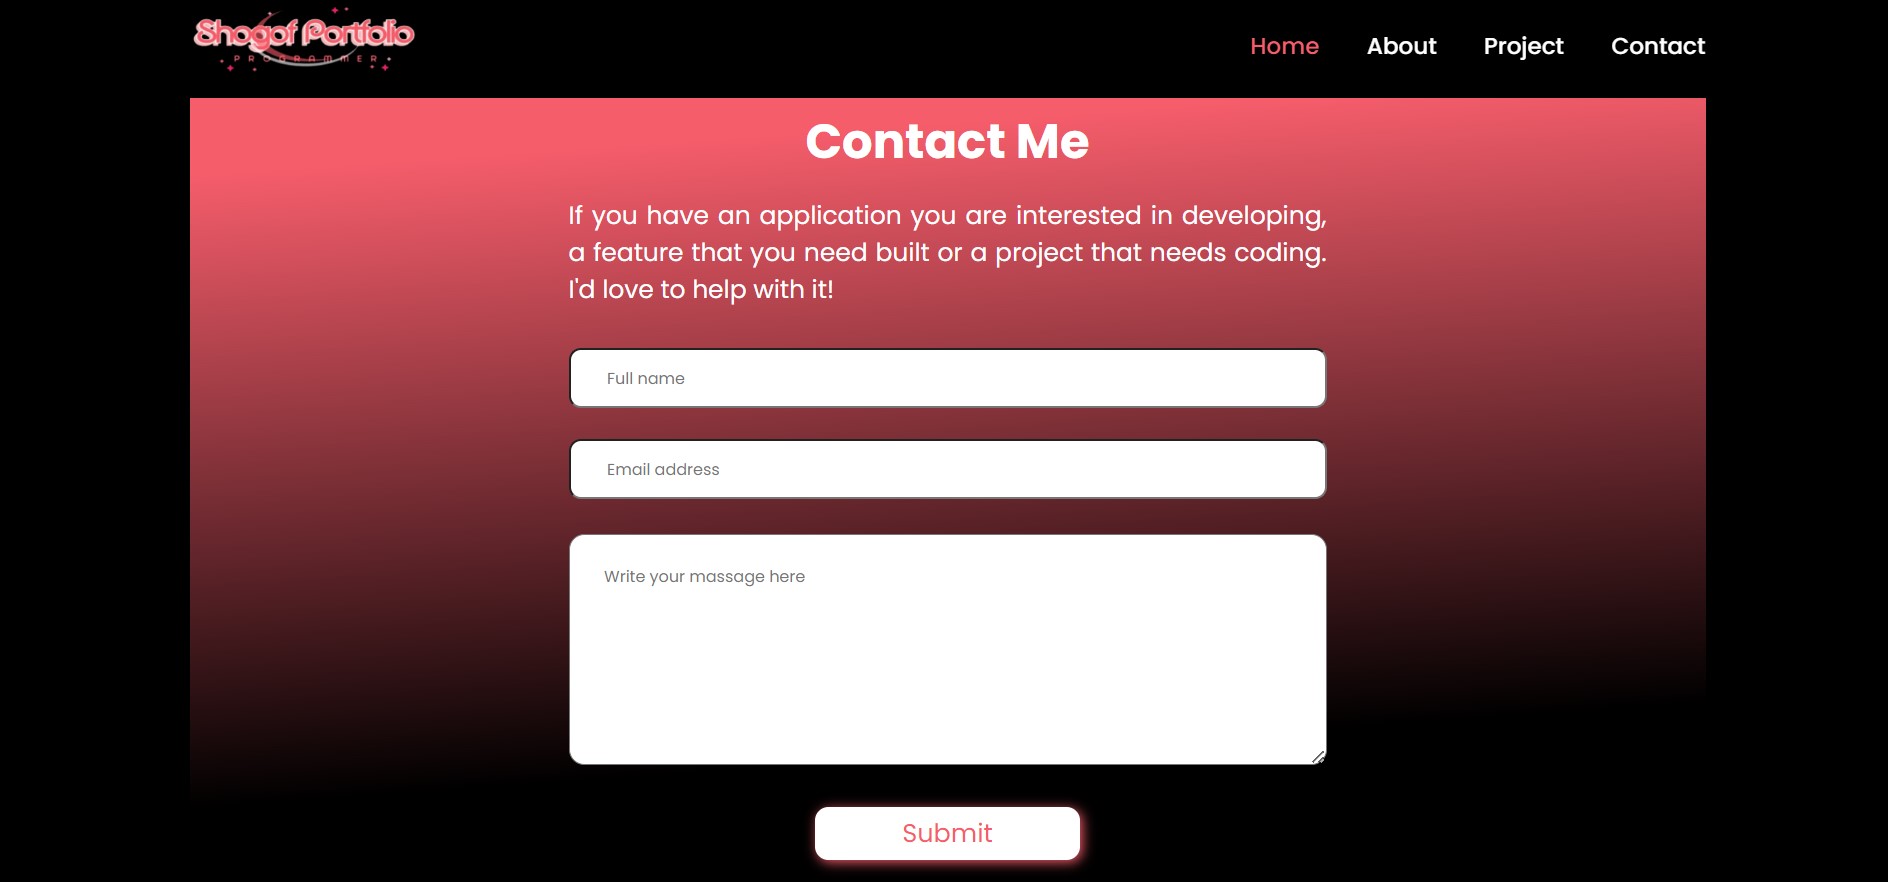 Shogof Portfolio
PROGRAMMER
Home About Project Contact
Contact Me
If you have an application you are interested in developing,
a feature that you need built or a project that needs coding.
I'd love to help with it!
Full name
Email address
Write your massage here
Submit